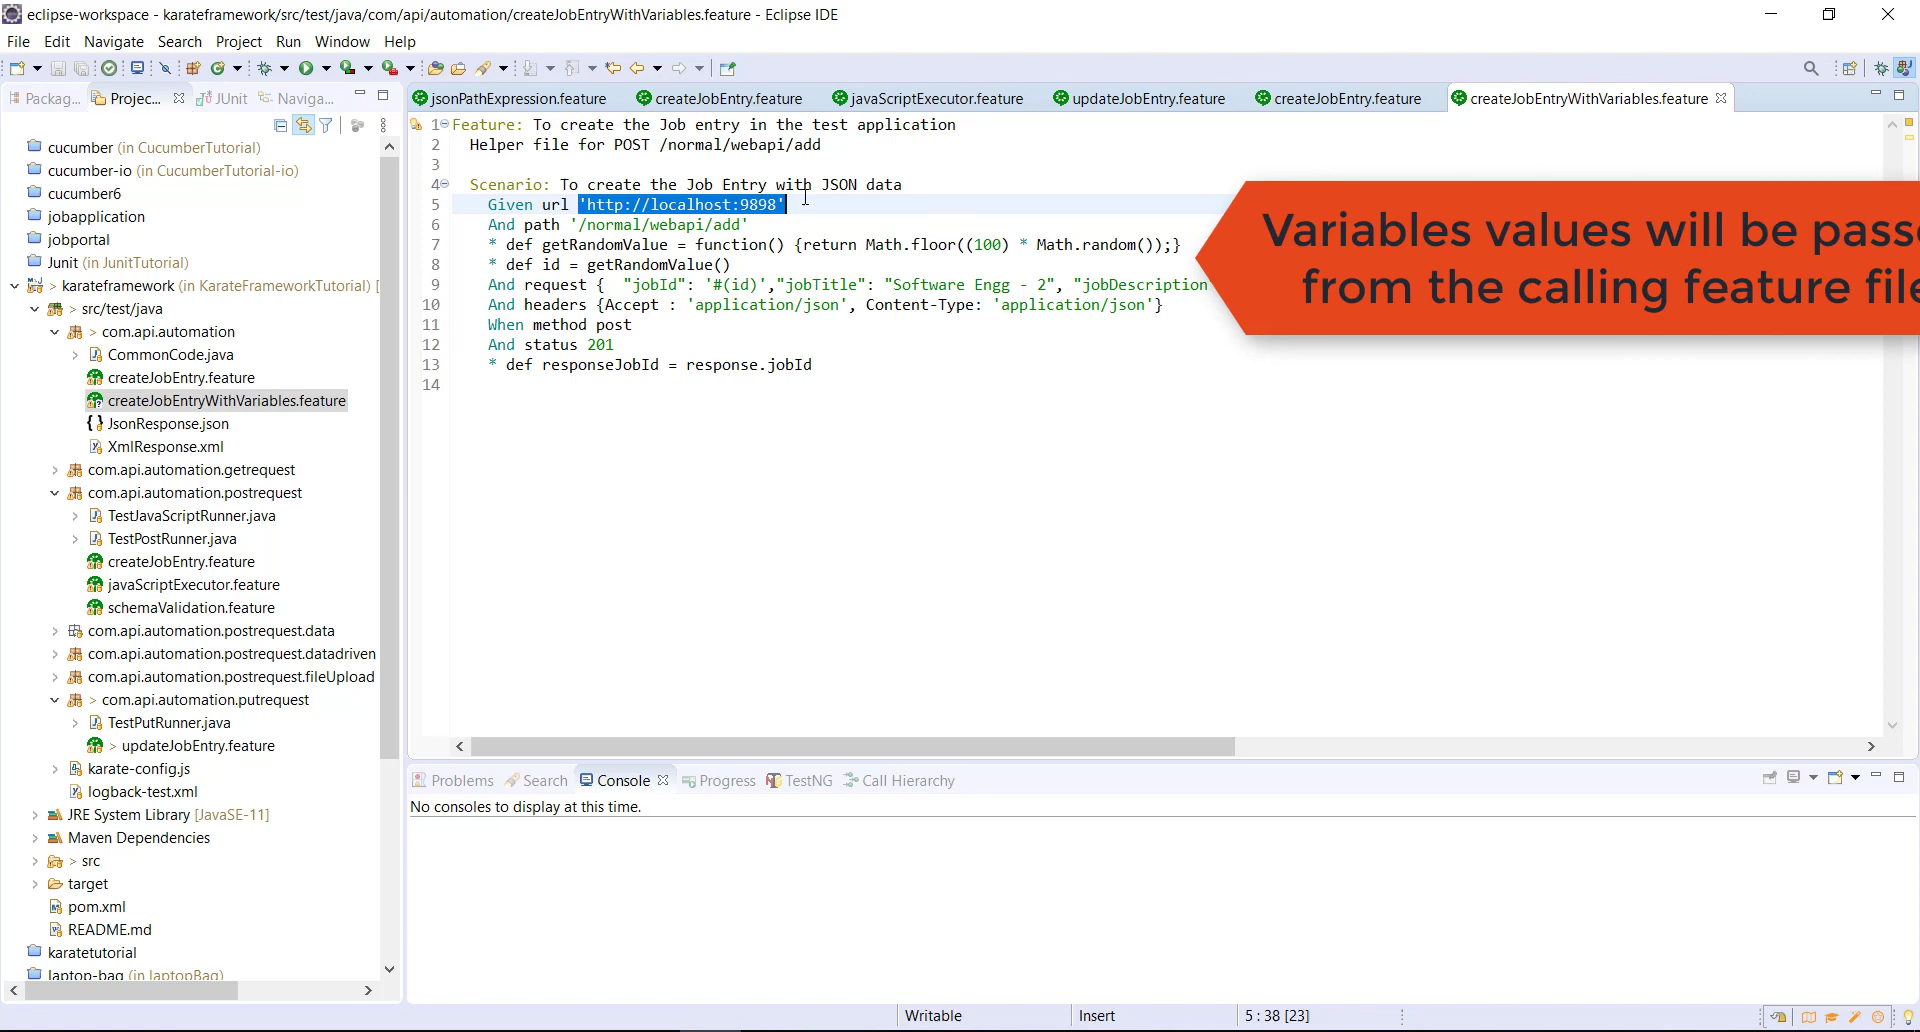 eclipse-workspace - karateframework/src/test/java/com/api/automation/createJobEntryWithVariables.feature - Eclipse IDE
File Edit Navigate Search Project Run Window Help
Packag... Projec... JUnit Naviga...
jsonPathExpression.feature createJobEntry.feature javaScriptExecutor.feature updateJobEntry.feature createJobEntry.feature createJobEntryWithVariables.feature
cucumber (in CucumberTutorial)
cucumber-io (in CucumberTutorial-io)
cucumber6
jobapplication
jobportal
Junit (in JunitTutorial)
> karateframework (in KarateFrameworkTutorial) [
> src/test/java
> com.api.automation
CommonCode.java
createJobEntry.feature
createJobEntryWithVariables.feature
JsonResponse.json
XmlResponse.xml
com.api.automation.getrequest
com.api.automation.postrequest
TestJavaScriptRunner.java
TestPostRunner.java
createJobEntry.feature
javaScriptExecutor.feature
schemaValidation.feature
com.api.automation.postrequest.data
com.api.automation.postrequest.datadriven
com.api.automation.postrequest.fileUpload
> com.api.automation.putrequest
TestPutRunner.java
> updateJobEntry.feature
karate-config.js
logback-test.xml
JRE System Library [JavaSE-11]
Maven Dependencies
> src
target
pom.xml
README.md
karatetutorial
laptop-bag (in laptopBag)
1 Feature: To create the Job entry in the test application
2 Helper file for POST /normal/webapi/add
3
4 Scenario: To create the Job Entry with JSON data
5 Given url 'http://localhost:9898'
6 And path '/normal/webapi/add'
7 * def getRandomValue = function() {return Math.floor((100) * Math.random());}
8 * def id = getRandomValue()
9 And request { "jobId": '#(id)',"jobTitle": "Software Engg - 2", "jobDescription
10 And headers {Accept : 'application/json', Content-Type: 'application/json'}
11 When method post
12 And status 201
13 * def responseJobId = response.jobId
14
Variables values will be pass
from the calling feature file
Problems Search Console Progress TestNG Call Hierarchy
No consoles to display at this time.
Writable Insert 5 : 38 [23]